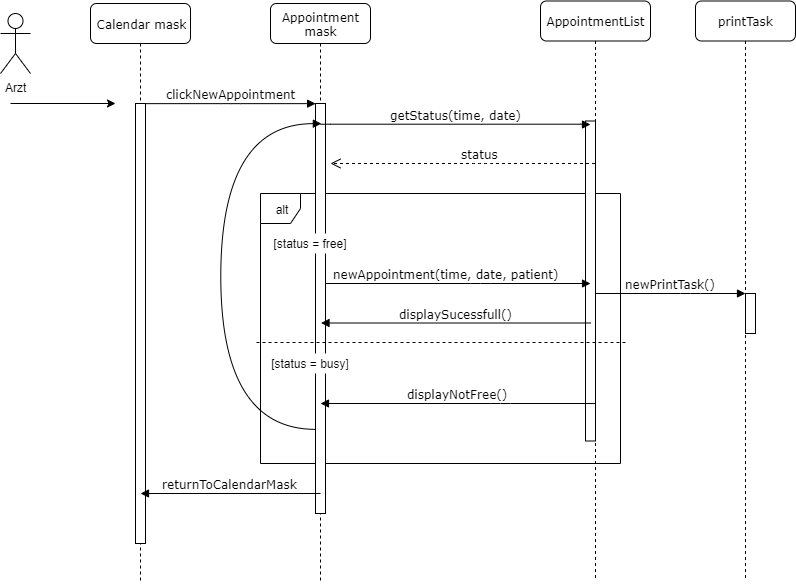 Calendar mask
Appointment
mask
AppointmentList
printTask
Arzt
clickNewAppointment
getStatus(time, date)
status
alt
[status = free]
newAppointment(time, date, patient)
newPrintTask()
displaySucessfull()
[status = busy]
displayNotFree()
returnToCalendarMask